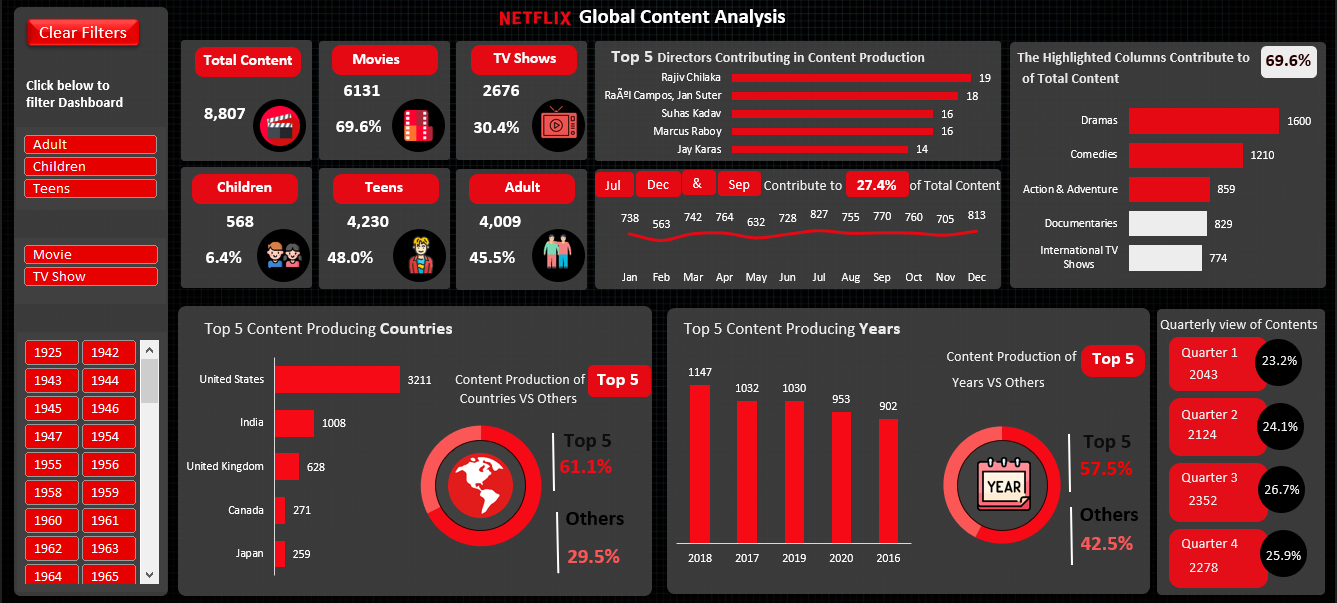 NETFLIX Global Content Analysis
Clear Filters
Click below to
filter Dashboard
Adult
Children
Teens
Movie
TV Show
1925 1942
1943 1944
1945 1946
1947 1954
1955 1956
1958 1959
1960 1961
1962 1963
1964 1965
Total Content
8,807
Movies
6131
69.6%
TV Shows
2676
30.4%
Children
568
6.4%
Teens
4,230
48.0%
Adult
4,009
45.5%
Top 5 Directors Contributing in Content Production
Rajiv Chilaka 19
RaÃºl Campos, Jan Suter 18
Suhas Kadav 16
Marcus Raboy 16
Jay Karas 14
Jul Dec & Sep Contribute to 27.4% of Total Content
738 563 742 764 632 728 827 755 770 760 705 813
Jan Feb Mar Apr May Jun Jul Aug Sep Oct Nov Dec
The Highlighted Columns Contribute to 69.6%
of Total Content
Dramas 1600
Comedies 1210
Action & Adventure 859
Documentaries 829
International TV
Shows 774
Top 5 Content Producing Countries
United States 3211
India 1008
United Kingdom 628
Canada 271
Japan 259
Content Production of Top 5
Countries VS Others
Top 5
61.1%
Others
29.5%
Top 5 Content Producing Years
1147 1032 1030 953 902
2018 2017 2019 2020 2016
Content Production of Top 5
Years VS Others
YEAR
Top 5
57.5%
Others
42.5%
Quarterly view of Contents
Quarter 1
2043
23.2%
Quarter 2
2124
24.1%
Quarter 3
2352
26.7%
Quarter 4
2278
25.9%